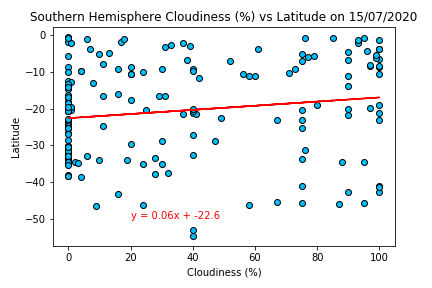 Southern Hemisphere Cloudiness (%) vs Latitude on 15/07/2020
0
−10
−20
−30
−40
−50
Latitude
y = 0.06x + -22.6
0 20 40 60 80 100
Cloudiness (%)